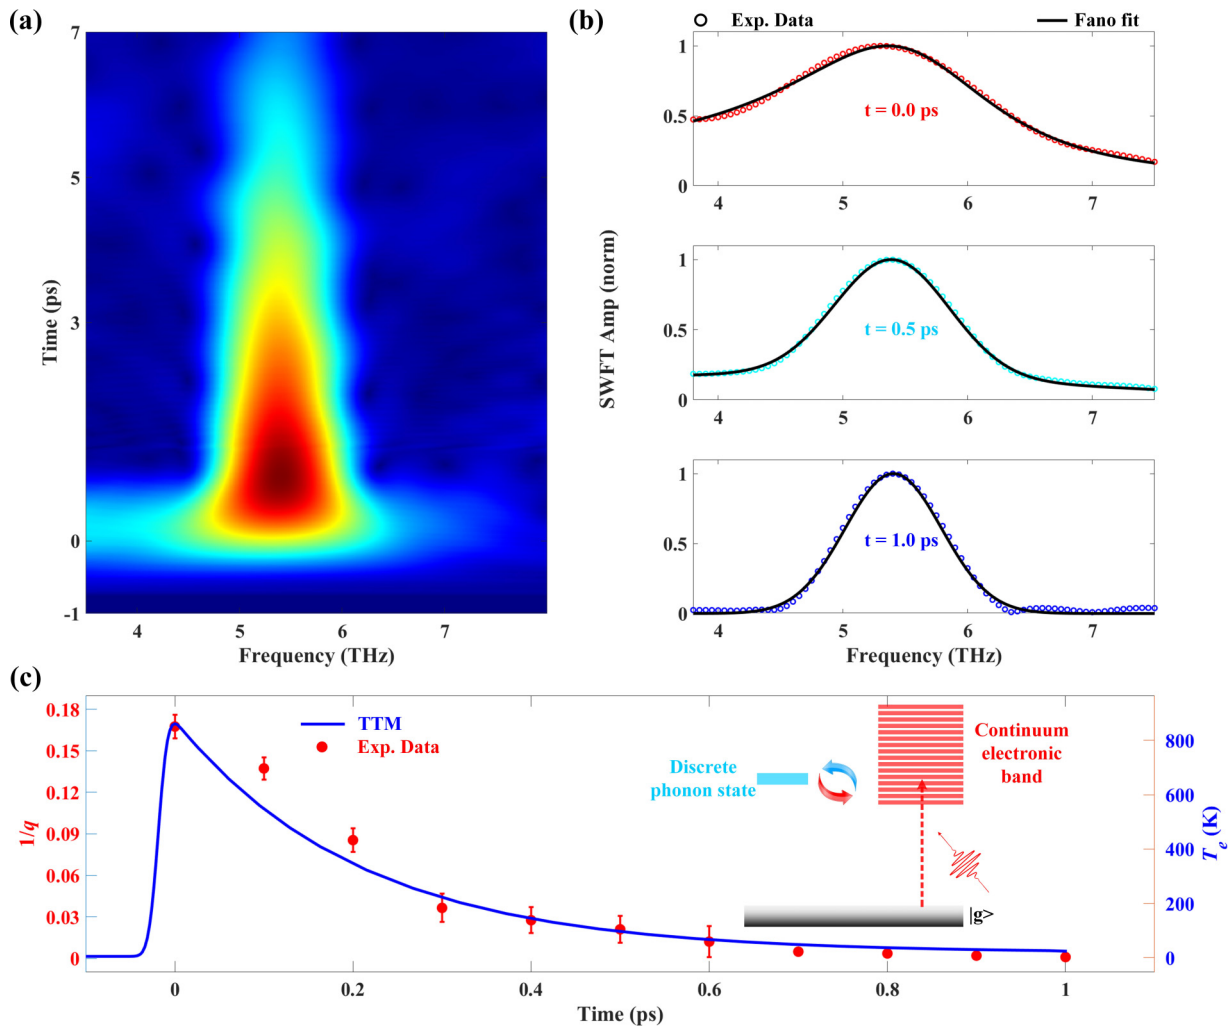 (a)
7
5
3
0
-1
Time (ps)
4 5 6 7
Frequency (THz)
(b)
Exp. Data
Fano fit
1
0.5
0
t = 0.0 ps
4 5 6 7
1
0.5
0
t = 0.5 ps
4 5 6 7
SWFT Amp (norm)
1
0.5
0
t = 1.0 ps
4 5 6 7
Frequency (THz)
(c)
0.18
0.15
0.12
0.09
0.06
0.03
0
1/q
TTM
Exp. Data
Discrete
phonon state
Continuum
electronic
band
|g>
800
600
400
200
0
T_e (K)
0 0.2 0.4 0.6 0.8 1
Time (ps)